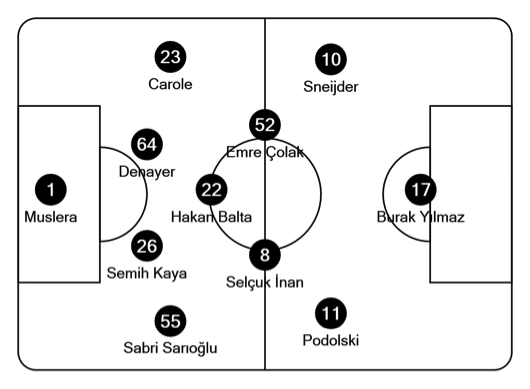 23
Carole
10
Sneijder
52
Emre Çolak
64
Denayer
1
Muslera
22
Hakan Balta
17
Burak Yılmaz
26
Semih Kaya
8
Selçuk İnan
55
Sabri Sarıoğlu
11
Podolski